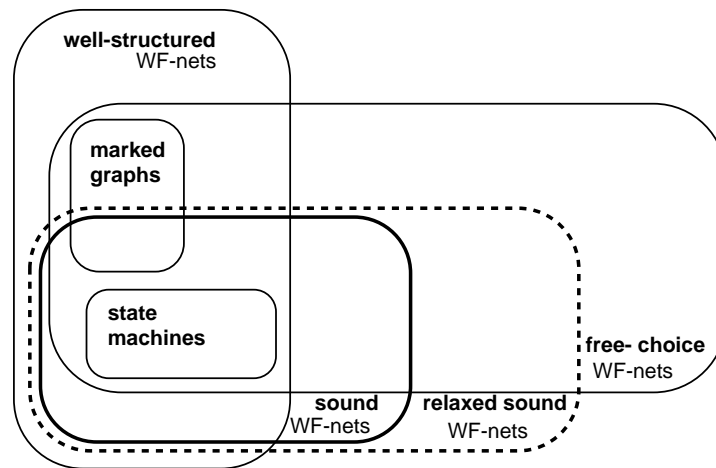 well-structured
WF-nets
marked
graphs
state
machines
free- choice
WF-nets
sound
WF-nets
relaxed sound
WF-nets